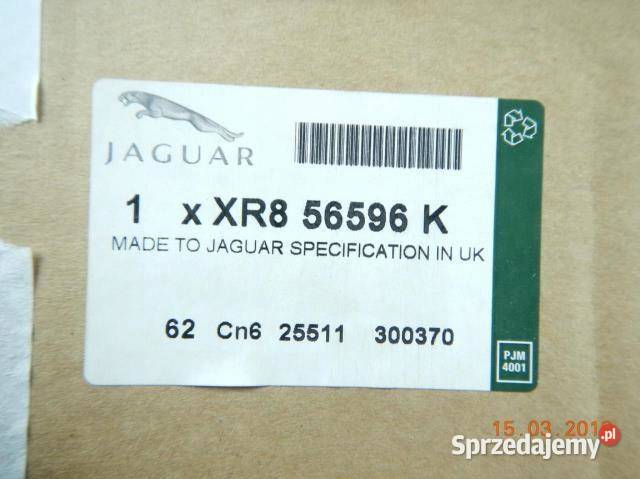 JAGUAR
1 x XR8 56596 K
MADE TO JAGUAR SPECIFICATION IN UK
62 Cn6 25511 300370
PJM
4001
15.03.201
Sprzedajemy.pl